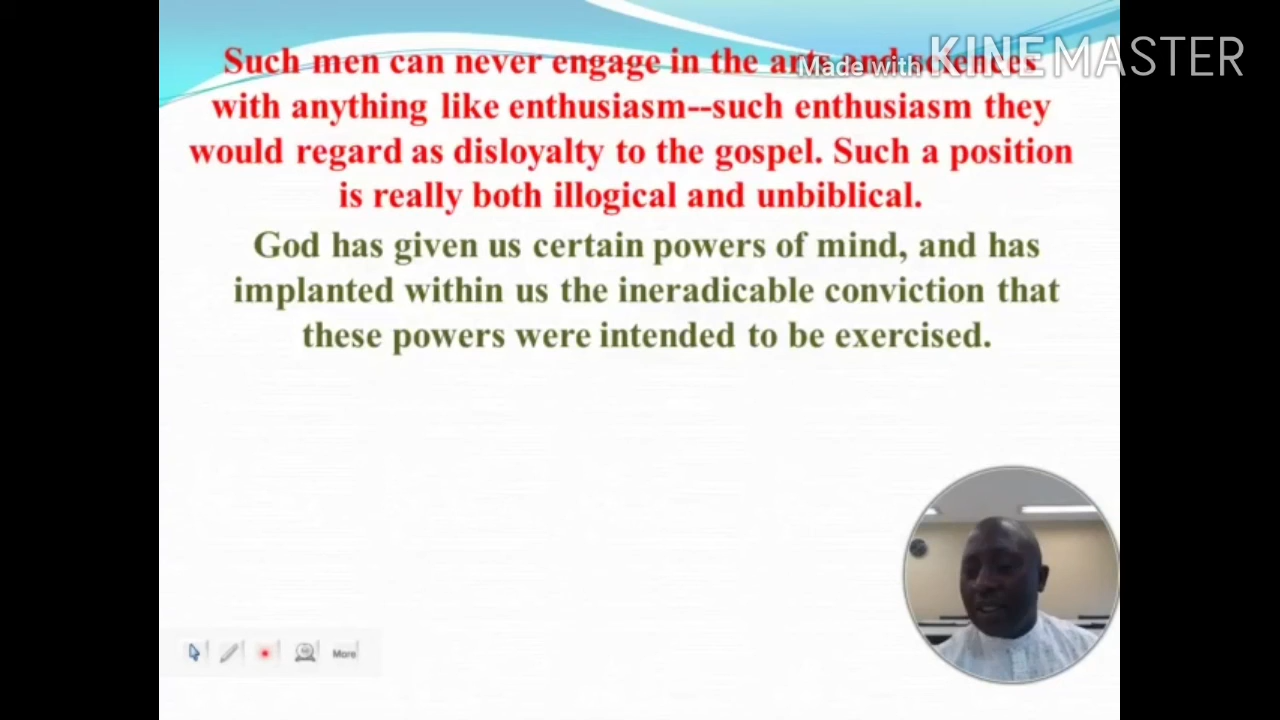 Such men can never engage in the arts and sciences
Made with KINEMASTER
with anything like enthusiasm--such enthusiasm they
would regard as disloyalty to the gospel. Such a position
is really both illogical and unbiblical.
God has given us certain powers of mind, and has
implanted within us the ineradicable conviction that
these powers were intended to be exercised.
More